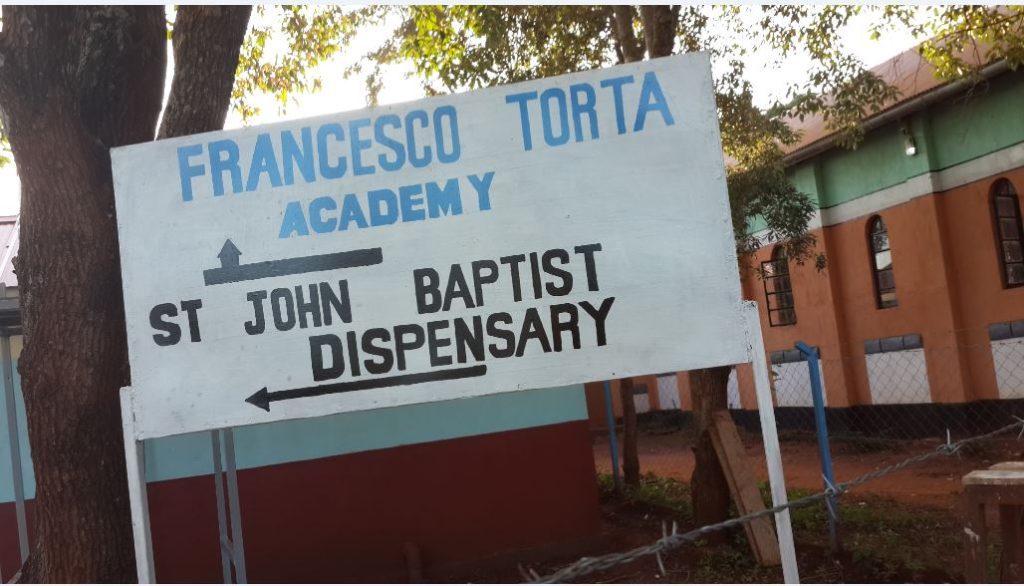 FRANCESCO TORTA
ACADEMY
ST JOHN BAPTIST
DISPENSARY